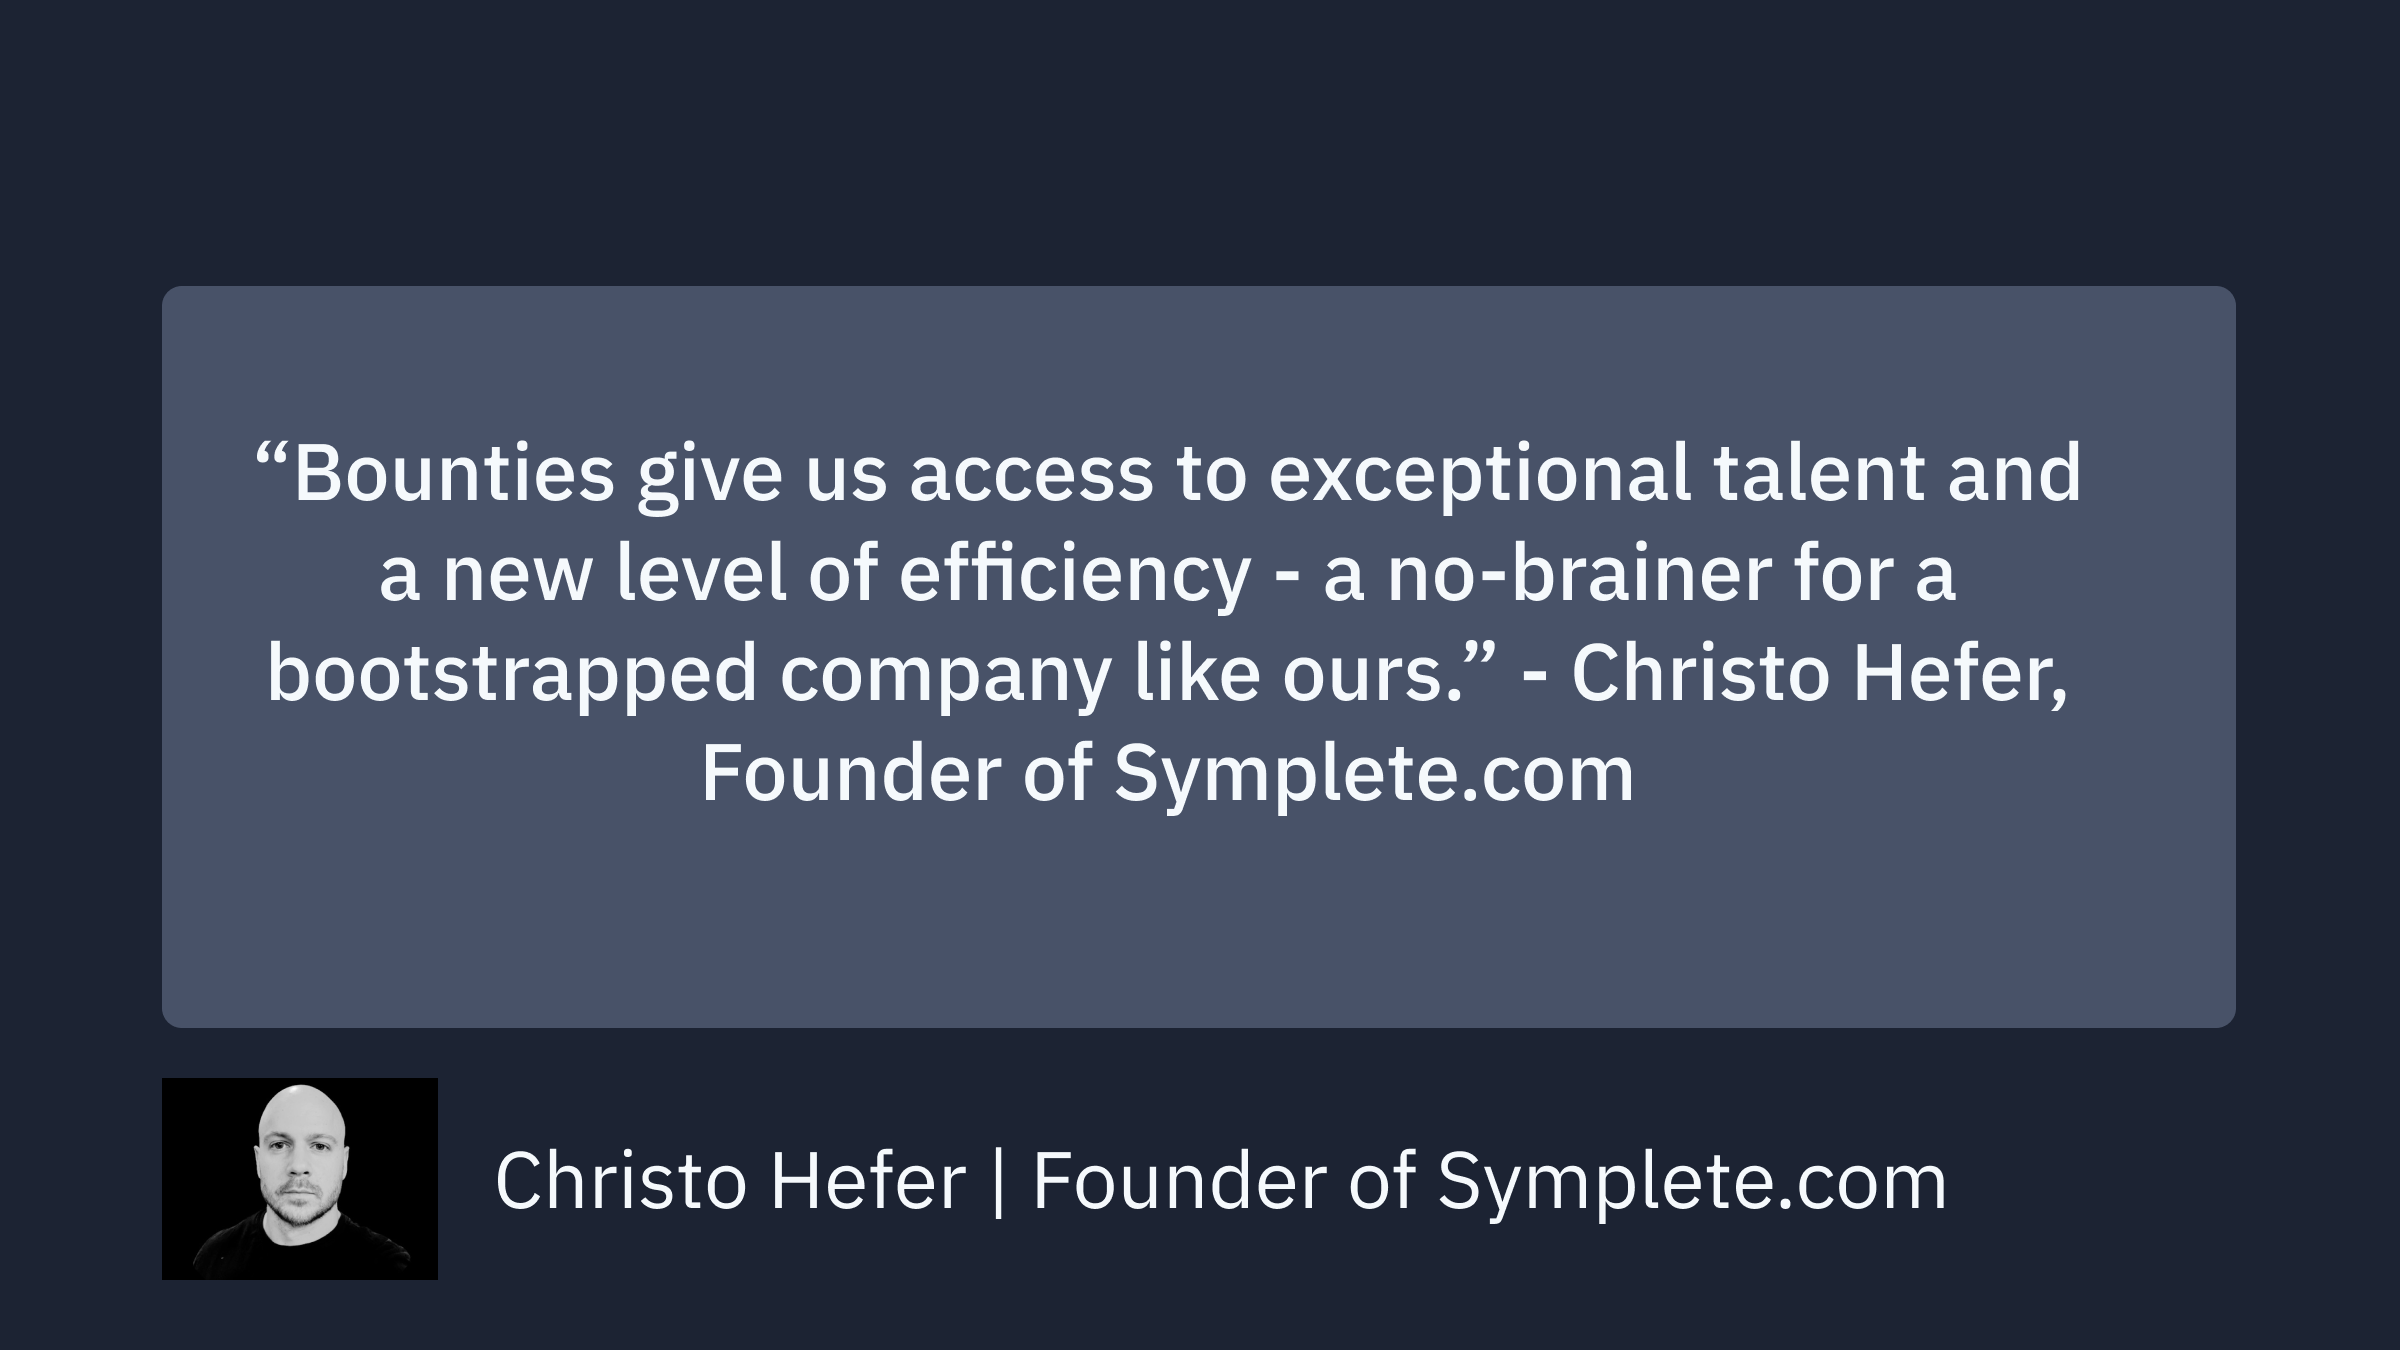 “Bounties give us access to exceptional talent and
a new level of efficiency - a no-brainer for a
bootstrapped company like ours.” - Christo Hefer,
Founder of Symplete.com
Christo Hefer | Founder of Symplete.com